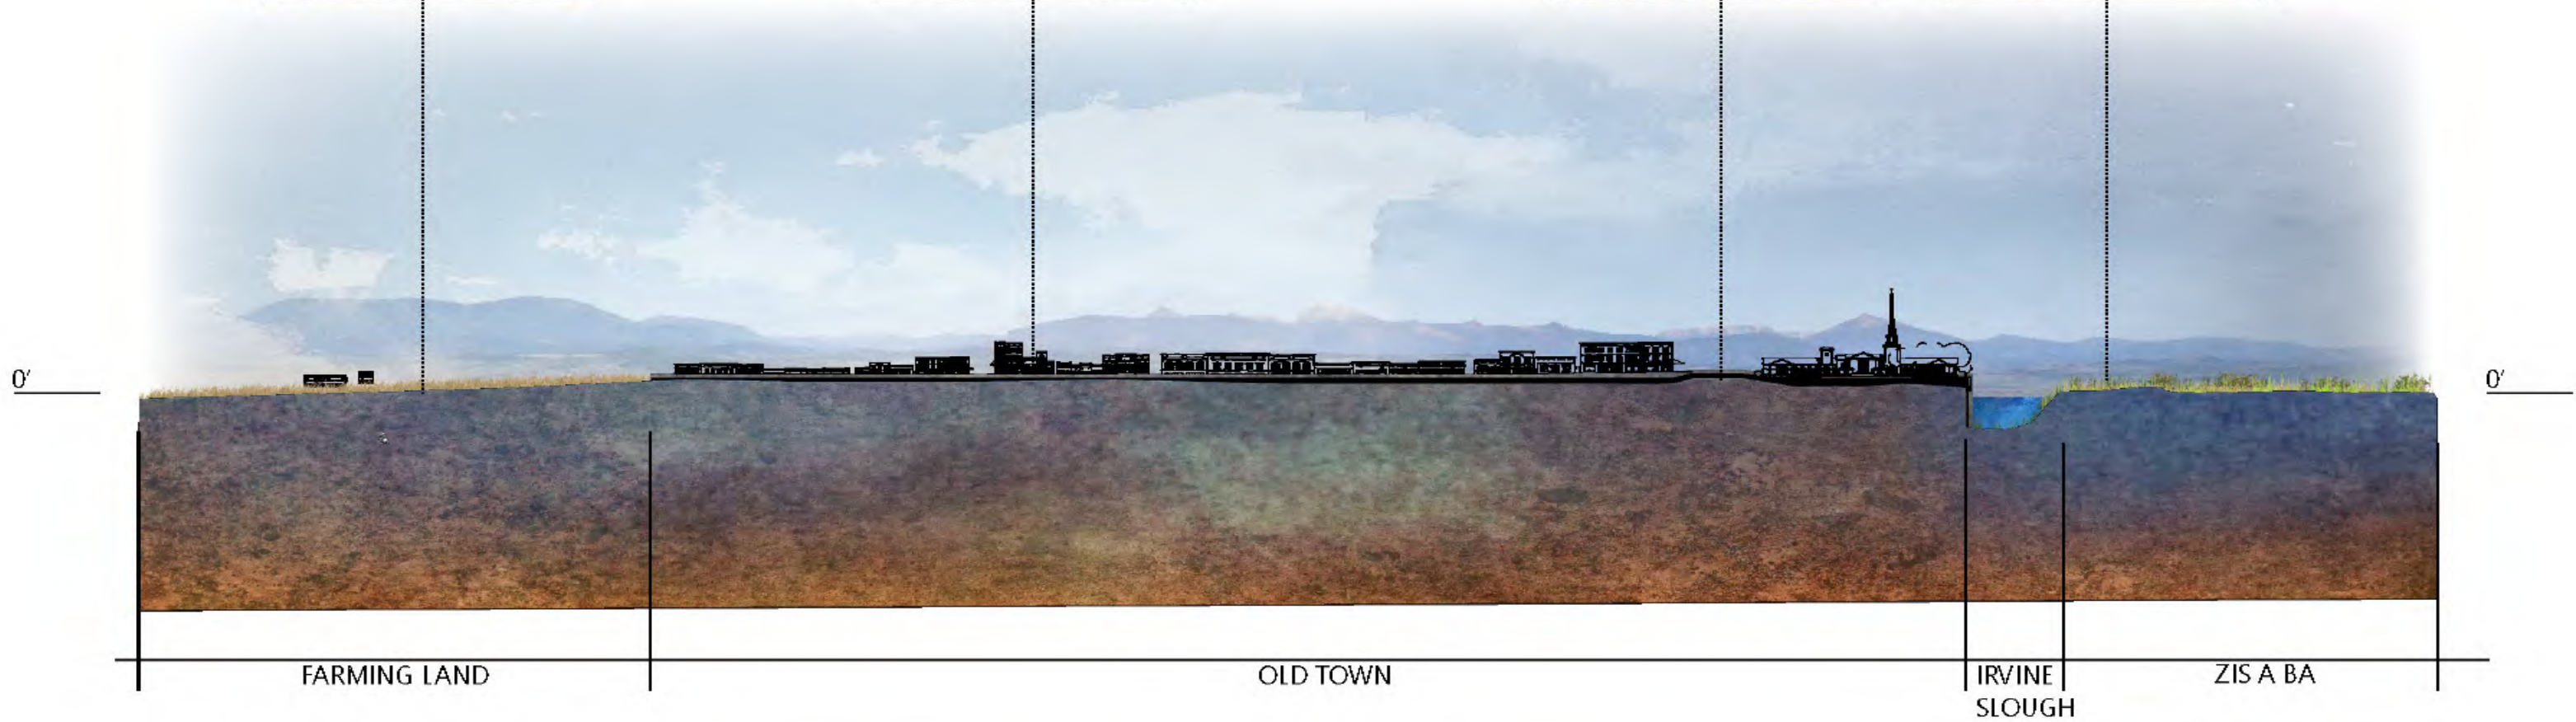 0'
0'
FARMING LAND
OLD TOWN
IRVINE
SLOUGH
ZIS A BA